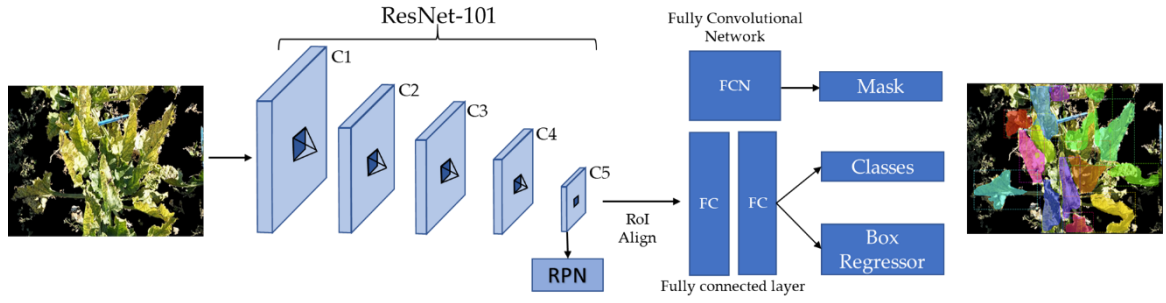 ResNet-101
C1
C2
C3
C4
C5
RPN
RoI
Align
Fully Convolutional
Network
FCN
Mask
FC
FC
Classes
Box
Regressor
Fully connected layer